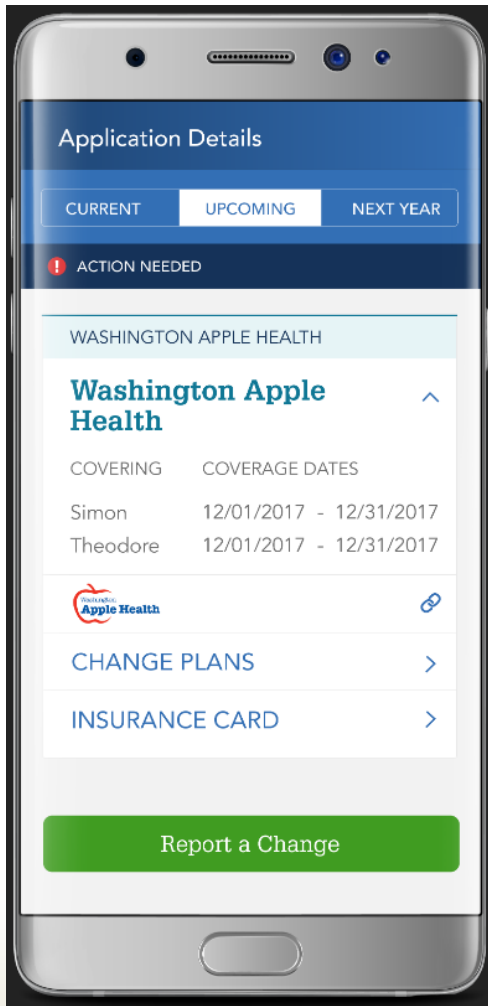 Application Details
CURRENT UPCOMING NEXT YEAR
ACTION NEEDED
WASHINGTON APPLE HEALTH
Washington Apple
Health
COVERING COVERAGE DATES
Simon 12/01/2017 - 12/31/2017
Theodore 12/01/2017 - 12/31/2017
Washington
Apple Health
CHANGE PLANS
INSURANCE CARD
Report a Change